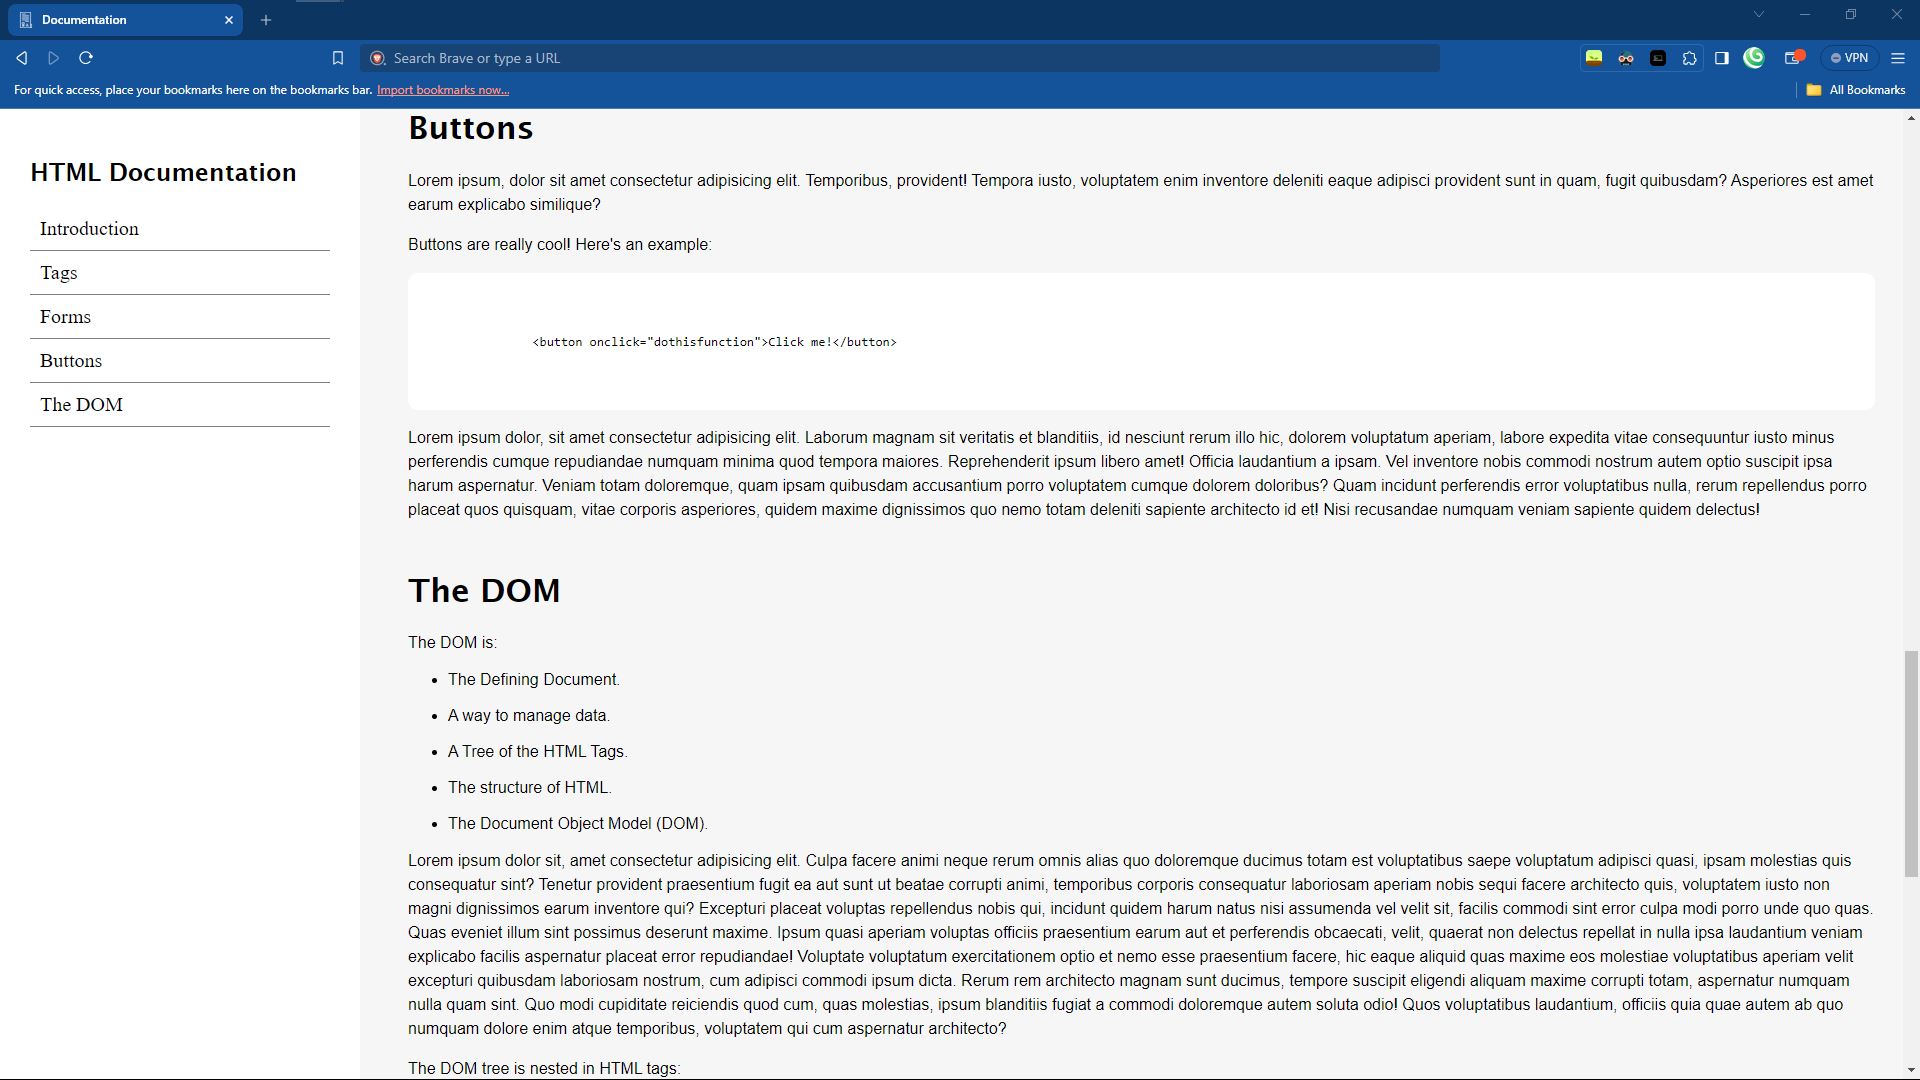 Documentation
Search Brave or type a URL
VPN
For quick access, place your bookmarks here on the bookmarks bar. Import bookmarks now...
All Bookmarks
HTML Documentation
Introduction
Tags
Forms
Buttons
The DOM
Buttons
Lorem ipsum, dolor sit amet consectetur adipisicing elit. Temporibus, provident! Tempora iusto, voluptatem enim inventore deleniti eaque adipisci provident sunt in quam, fugit quibusdam? Asperiores est amet
earum explicabo similique?
Buttons are really cool! Here's an example:
<button onclick="dothisfunction">Click me!</button>
Lorem ipsum dolor, sit amet consectetur adipisicing elit. Laborum magnam sit veritatis et blanditiis, id nesciunt rerum illo hic, dolorem voluptatum aperiam, labore expedita vitae consequuntur iusto minus
perferendis cumque repudiandae numquam minima quod tempora maiores. Reprehenderit ipsum libero amet! Officia laudantium a ipsam. Vel inventore nobis commodi nostrum autem optio suscipit ipsa
harum aspernatur. Veniam totam doloremque, quam ipsam quibusdam accusantium porro voluptatem cumque dolorem doloribus? Quam incidunt perferendis error voluptatibus nulla, rerum repellendus porro
placeat quos quisquam, vitae corporis asperiores, quidem maxime dignissimos quo nemo totam deleniti sapiente architecto id et! Nisi recusandae numquam veniam sapiente quidem delectus!
The DOM
The DOM is:
• The Defining Document.
• A way to manage data.
• A Tree of the HTML Tags.
• The structure of HTML.
• The Document Object Model (DOM).
Lorem ipsum dolor sit, amet consectetur adipisicing elit. Culpa facere animi neque rerum omnis alias quo doloremque ducimus totam est voluptatibus saepe voluptatum adipisci quasi, ipsam molestias quis
consequatur sint? Tenetur provident praesentium fugit ea aut sunt ut beatae corrupti animi, temporibus corporis consequatur laboriosam aperiam nobis sequi facere architecto quis, voluptatem iusto non
magni dignissimos earum inventore qui? Excepturi placeat voluptas repellendus nobis qui, incidunt quidem harum natus nisi assumenda vel velit sit, facilis commodi sint error culpa modi porro unde quo quas.
Quas eveniet illum sint possimus deserunt maxime. Ipsum quasi aperiam voluptas officiis praesentium earum aut et perferendis obcaecati, velit, quaerat non delectus repellat in nulla ipsa laudantium veniam
explicabo facilis aspernatur placeat error repudiandae! Voluptate voluptatum exercitationem optio et nemo esse praesentium facere, hic eaque aliquid quas maxime eos molestiae voluptatibus aperiam velit
excepturi quibusdam laboriosam nostrum, cum adipisci commodi ipsum dicta. Rerum rem architecto magnam sunt ducimus, tempore suscipit eligendi aliquam maxime corrupti totam, aspernatur numquam
nulla quam sint. Quo modi cupiditate reiciendis quod cum, quas molestias, ipsum blanditiis fugiat a commodi doloremque autem soluta odio! Quos voluptatibus laudantium, officiis quia quae autem ab quo
numquam dolore enim atque temporibus, voluptatem qui cum aspernatur architecto?
The DOM tree is nested in HTML tags: